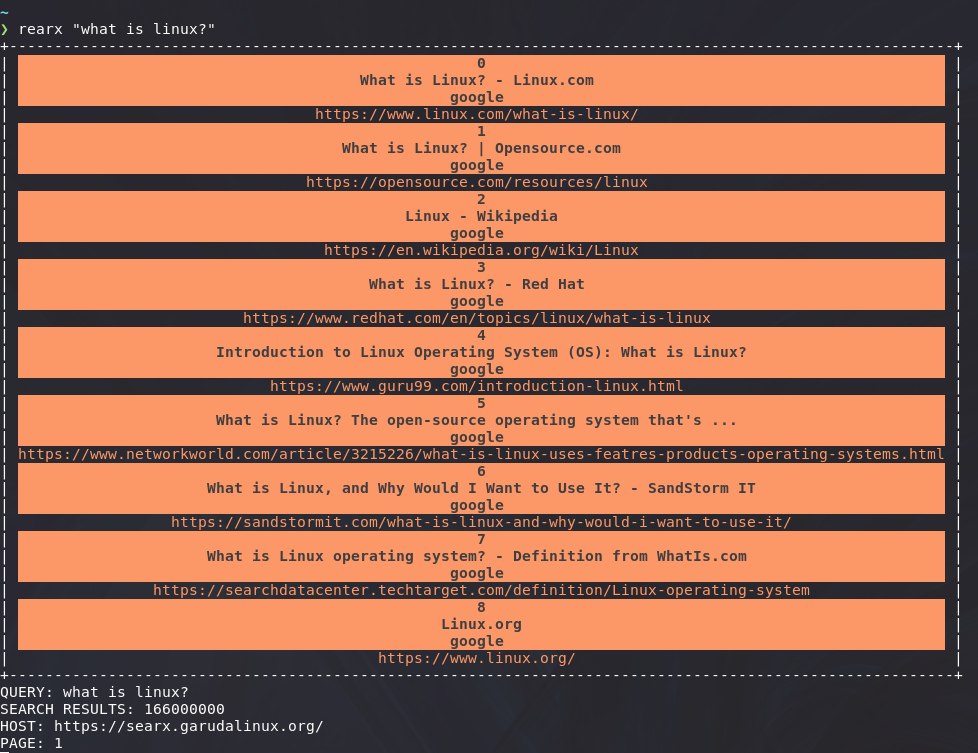 ~
❯ rearx "what is linux?"
0
What is Linux? - Linux.com
google
https://www.linux.com/what-is-linux/
1
What is Linux? | Opensource.com
google
https://opensource.com/resources/linux
2
Linux - Wikipedia
google
https://en.wikipedia.org/wiki/Linux
3
What is Linux? - Red Hat
google
https://www.redhat.com/en/topics/linux/what-is-linux
4
Introduction to Linux Operating System (OS): What is Linux?
google
https://www.guru99.com/introduction-linux.html
5
What is Linux? The open-source operating system that's ...
google
https://www.networkworld.com/article/3215226/what-is-linux-uses-featres-products-operating-systems.html
6
What is Linux, and Why Would I Want to Use It? - SandStorm IT
google
https://sandstormit.com/what-is-linux-and-why-would-i-want-to-use-it/
7
What is Linux operating system? - Definition from WhatIs.com
google
https://searchdatacenter.techtarget.com/definition/Linux-operating-system
8
Linux.org
google
https://www.linux.org/
QUERY: what is linux?
SEARCH RESULTS: 166000000
HOST: https://searx.garudalinux.org/
PAGE: 1